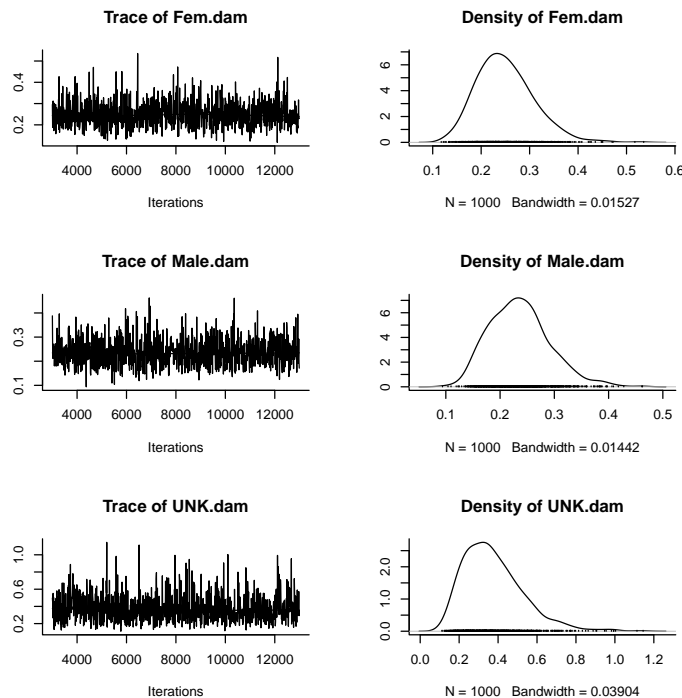 Trace of Fem.dam
0.2 0.4
4000 6000 8000 10000 12000
Iterations
Density of Fem.dam
0 2 4 6
0.1 0.2 0.3 0.4 0.5 0.6
N = 1000 Bandwidth = 0.01527
Trace of Male.dam
0.1 0.3
4000 6000 8000 10000 12000
Iterations
Density of Male.dam
0 2 4 6
0.1 0.2 0.3 0.4 0.5
N = 1000 Bandwidth = 0.01442
Trace of UNK.dam
0.2 0.6 1.0
4000 6000 8000 10000 12000
Iterations
Density of UNK.dam
0.0 1.0 2.0
0.0 0.2 0.4 0.6 0.8 1.0 1.2
N = 1000 Bandwidth = 0.03904